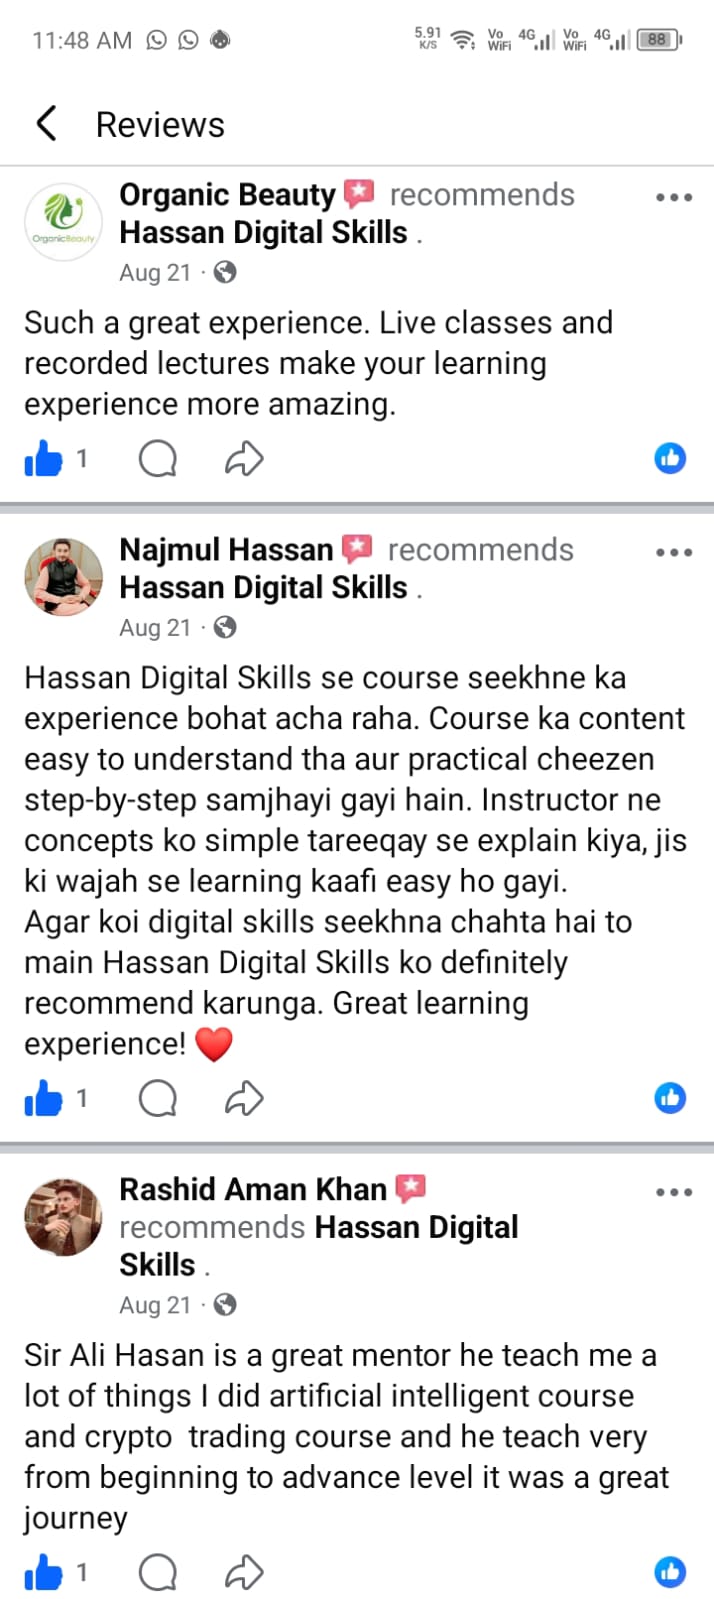 11:48 AM 5.91 K/S Vo WiFi 4G Vo WiFi 4G 88
Reviews
Organic Beauty recommends
Hassan Digital Skills .
OrganicBeauty
Aug 21 ·
Such a great experience. Live classes and
recorded lectures make your learning
experience more amazing.
1
Najmul Hassan recommends
Hassan Digital Skills .
Aug 21 ·
Hassan Digital Skills se course seekhne ka
experience bohat acha raha. Course ka content
easy to understand tha aur practical cheezen
step-by-step samjhayi gayi hain. Instructor ne
concepts ko simple tareeqay se explain kiya, jis
ki wajah se learning kaafi easy ho gayi.
Agar koi digital skills seekhna chahta hai to
main Hassan Digital Skills ko definitely
recommend karunga. Great learning
experience! ❤️
1
Rashid Aman Khan
recommends Hassan Digital
Skills .
Aug 21 ·
Sir Ali Hasan is a great mentor he teach me a
lot of things I did artificial intelligent course
and crypto  trading course and he teach very
from beginning to advance level it was a great
journey
1